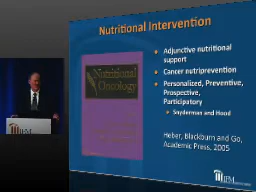 Nutritional Intervention
Adjunctive nutritional
support
Cancer nutriprevention
Personalized, Preventive,
Prospective,
Participatory
Snyderman and Hood
Nutritional
Oncology
Heber, Blackburn and Go,
Academic Press, 2005
IFM